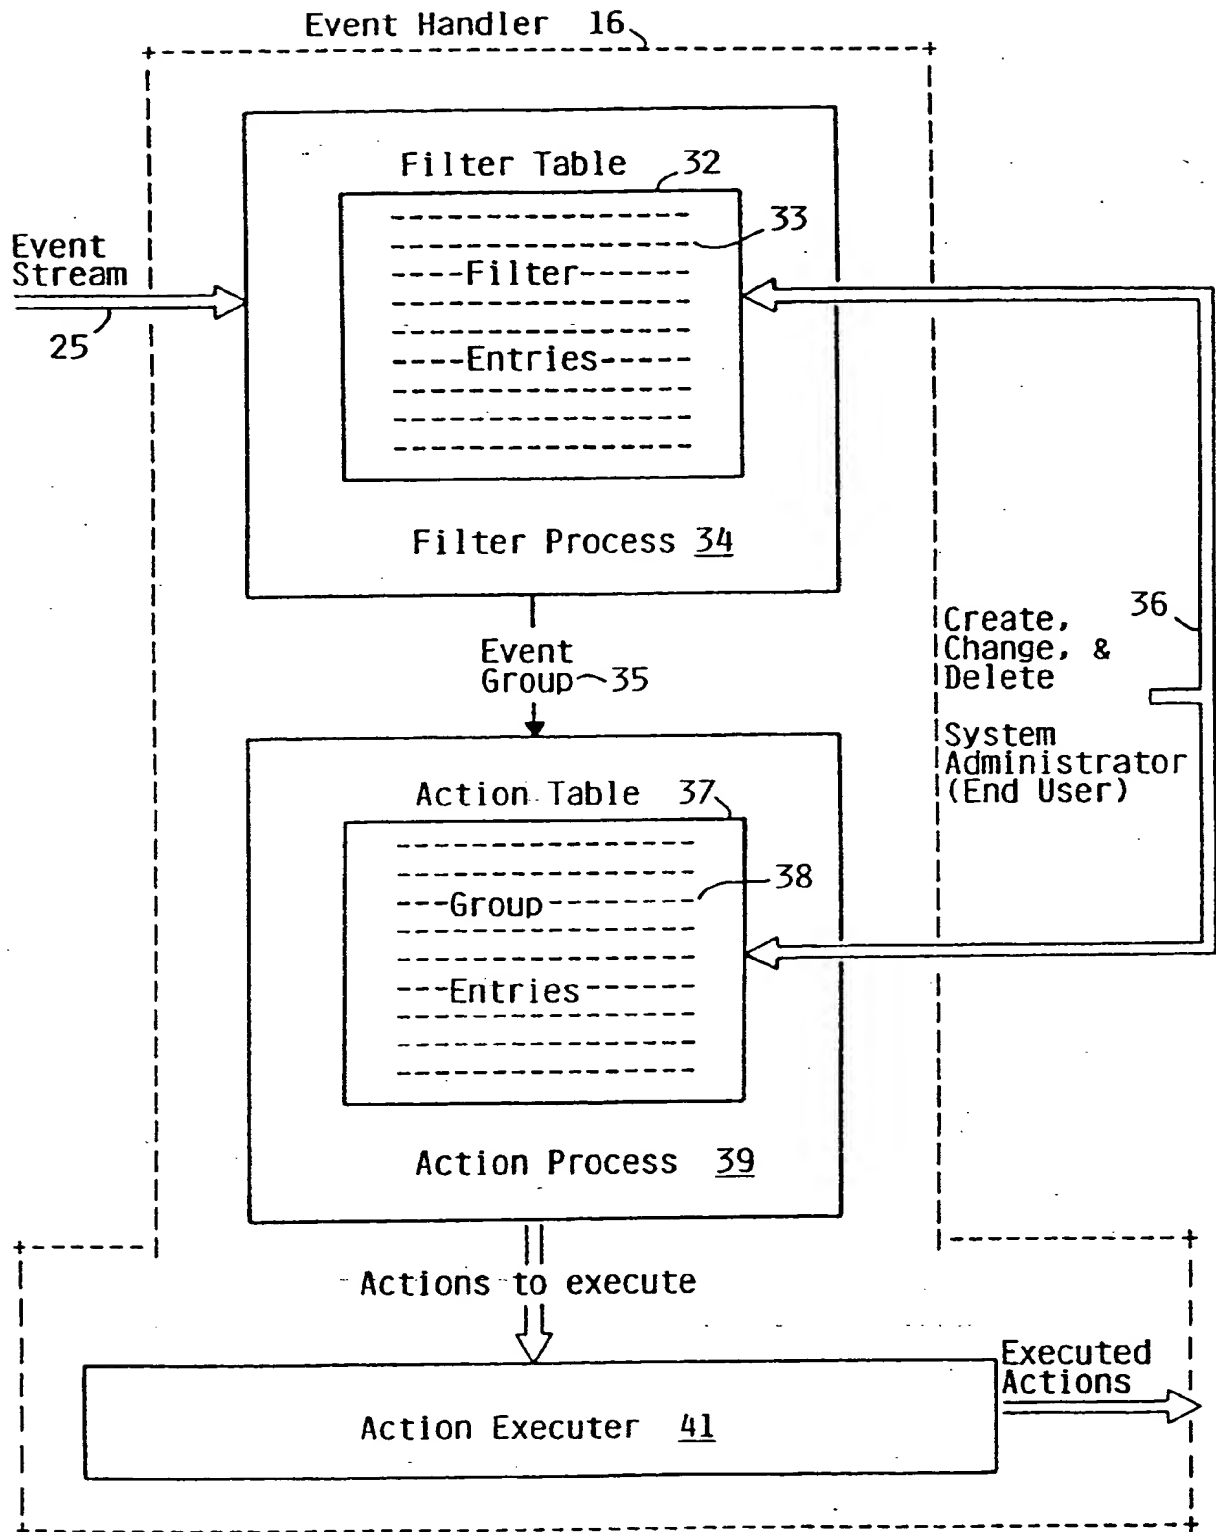 Event Handler 16
Filter Table 32
33
Event
Stream
25
Filter
Entries
Filter Process 34
Event
Group 35
36
Create,
Change, &
Delete
System
Administrator
(End User)
Action Table 37
38
Group
Entries
Action Process 39
Actions to execute
Executed
Actions
Action Executer 41